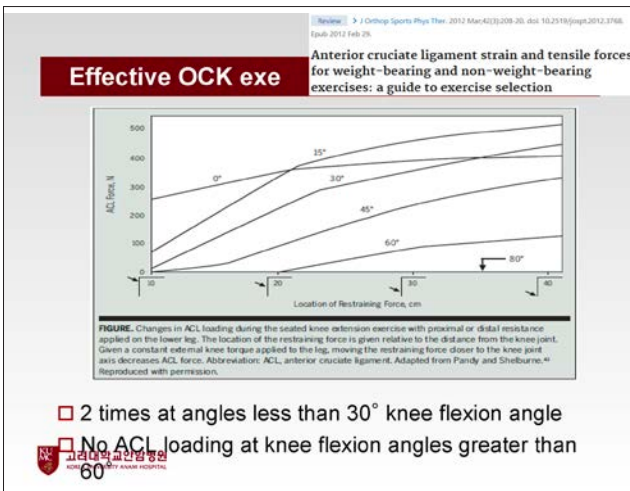 Review > J Orthop Sports Phys Ther. 2012 Mar;42(3):208-20. doi: 10.2519/jospt.2012.3768.
Epub 2012 Feb 29.
Anterior cruciate ligament strain and tensile forces
for weight-bearing and non-weight-bearing
exercises: a guide to exercise selection
Effective OCK exe
ACL Force, N
500
400
300
200
100
0
0°
15°
30°
45°
60°
80°
10
20
30
40
Location of Restraining Force, cm
FIGURE. Changes in ACL loading during the seated knee extension exercise with proximal or distal resistance
applied on the lower leg. The location of the restraining force is given relative to the distance from the knee joint.
Given a constant external knee torque applied to the leg, moving the restraining force closer to the knee joint
axis decreases ACL force. Abbreviation: ACL, anterior cruciate ligament. Adapted from Pandy and Shelburne.
Reproduced with permission.
2 times at angles less than 30° knee flexion angle
No ACL loading at knee flexion angles greater than
60°
고려대학교안암병원